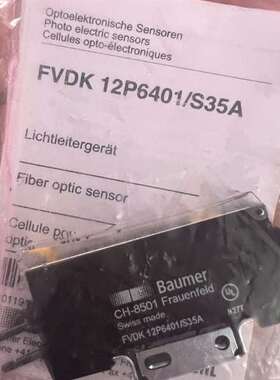 Optoelektronische Sensoren
Photo electric sensors
Cellules opto-électroniques
FVDK 12P6401/S35A
Lichtleitergerät
Fiber optic sensor
Cellule
Baumer
CH-8501 Frauenfeld
Swiss made
FVDK 12P6401/S35A